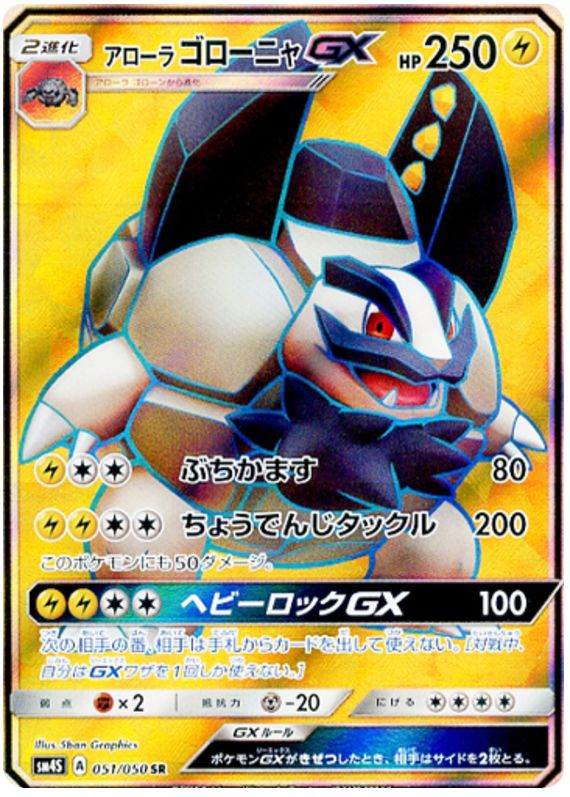 2進化 アローラ ゴローニャGX HP250
アローラ ゴローンから進化
ぶちかます 80
ちょうでんじタックル 200
このポケモンにも50ダメージ。
ヘビーロックGX 100
次の相手の番、相手は手札からカードを出して使えない。[対戦中、
自分はGXワザを1回しか使えない。]
弱点 ×2 抵抗力 -20 にげる
GXルール
ポケモンGXがきぜつしたとき、相手はサイドを2枚とる。
Illus. 5ban Graphics
SM4S A 051/050 SR